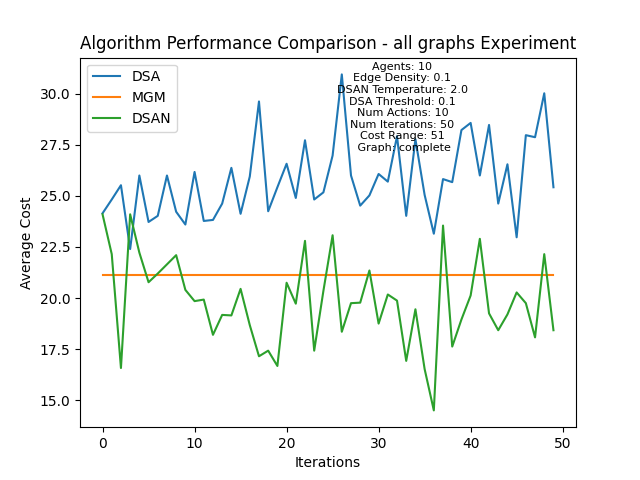 Algorithm Performance Comparison - all graphs Experiment
DSA
MGM
DSAN
Agents: 10
Edge Density: 0.1
DSAN Temperature: 2.0
DSA Threshold: 0.1
Num Actions: 10
Num Iterations: 50
Cost Range: 51
Graph: complete
Average Cost
30.0
27.5
25.0
22.5
20.0
17.5
15.0
0 10 20 30 40 50
Iterations